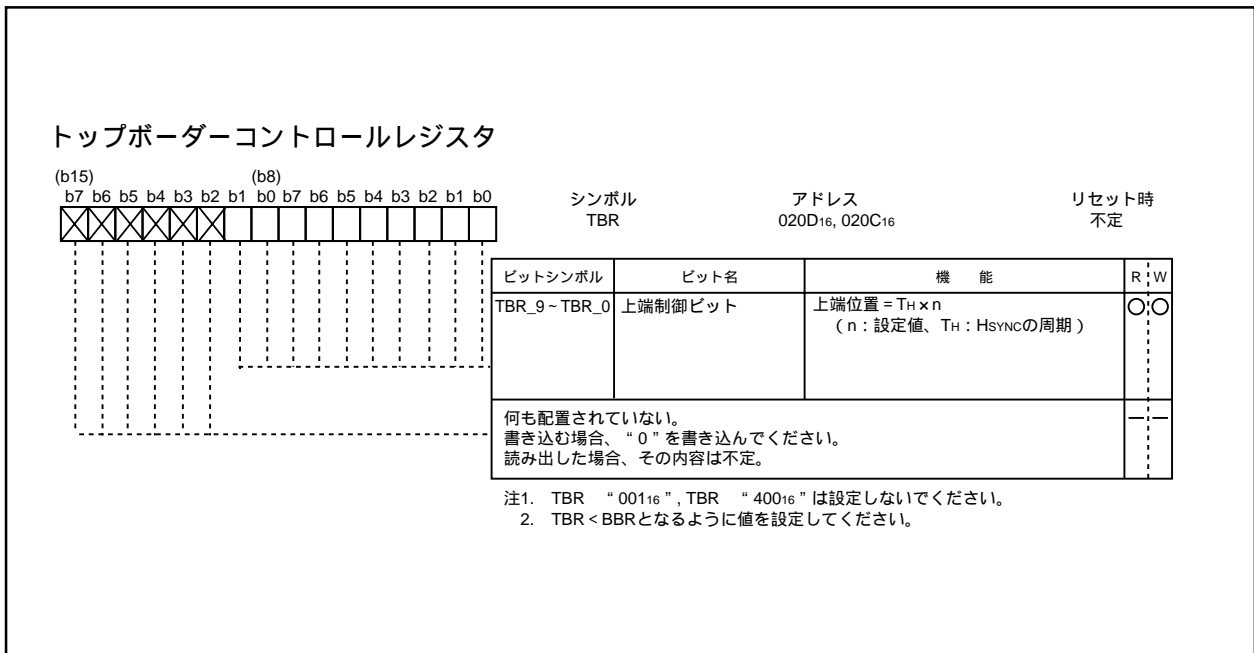 トップボーダーコントロールレジスタ
(b15) (b8)
b7 b6 b5 b4 b3 b2 b1 b0 b7 b6 b5 b4 b3 b2 b1 b0
シンボル アドレス リセット時
TBR 020D16, 020C16 不定
ビットシンボル ビット名 機 能 R W
TBR_9~TBR_0 上端制御ビット 上端位置=TH×n ○ ○
(n:設定値、TH:HSYNCの周期)
何も配置されていない。 — —
書き込む場合、“0”を書き込んでください。
読み出した場合、その内容は不定。
注1. TBR “00116”, TBR “40016”は設定しないでください。
2. TBR<BBRとなるように値を設定してください。